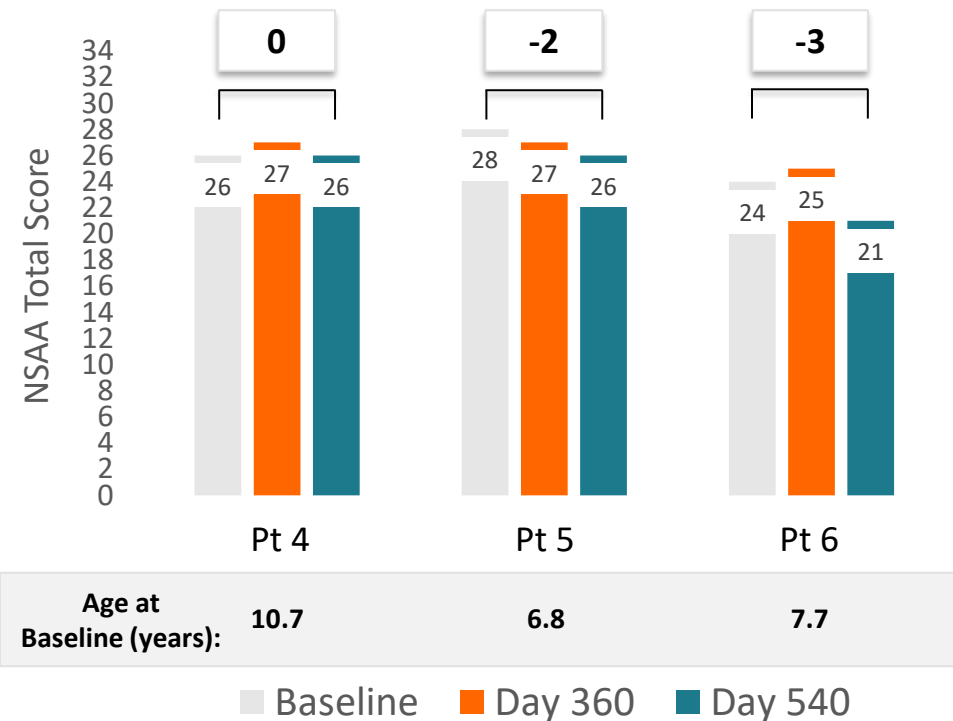 0 -2 -3
NSAA Total Score
34
32
30
28
26
24
22
20
18
16
14
12
10
8
6
4
2
0
26 27 26
28 27 26
24 25 21
Pt 4 Pt 5 Pt 6
Age at
Baseline (years): 10.7 6.8 7.7
Baseline Day 360 Day 540